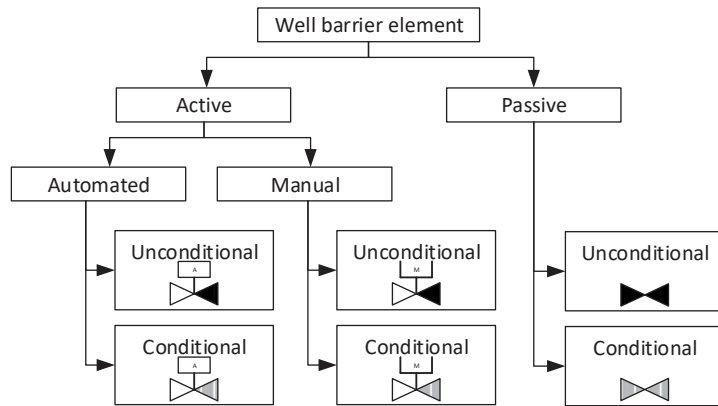 Well barrier element
Active
Passive
Automated
Manual
Unconditional
A
Unconditional
M
Unconditional
Conditional
A
Conditional
M
Conditional